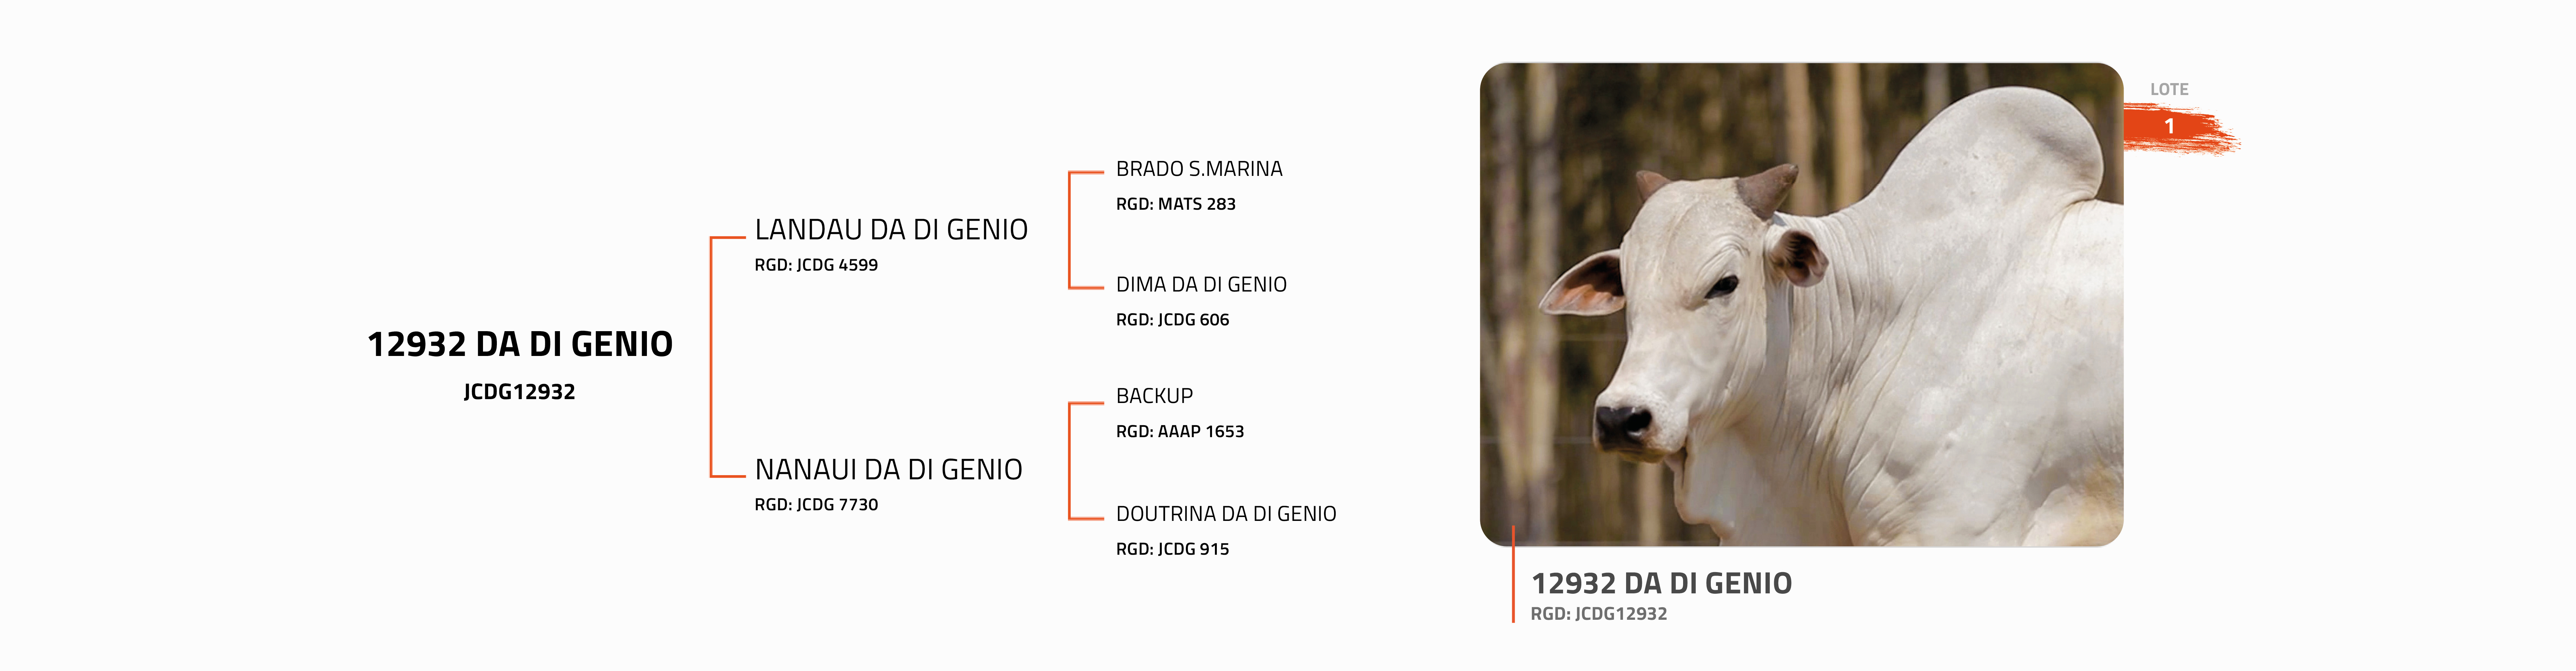 12932 DA DI GENIO
JCDG12932
LANDAU DA DI GENIO
RGD: JCDG 4599
NANAUI DA DI GENIO
RGD: JCDG 7730
BRADO S.MARINA
RGD: MATS 283
DIMA DA DI GENIO
RGD: JCDG 606
BACKUP
RGD: AAAP 1653
DOUTRINA DA DI GENIO
RGD: JCDG 915
LOTE
1
12932 DA DI GENIO
RGD: JCDG12932